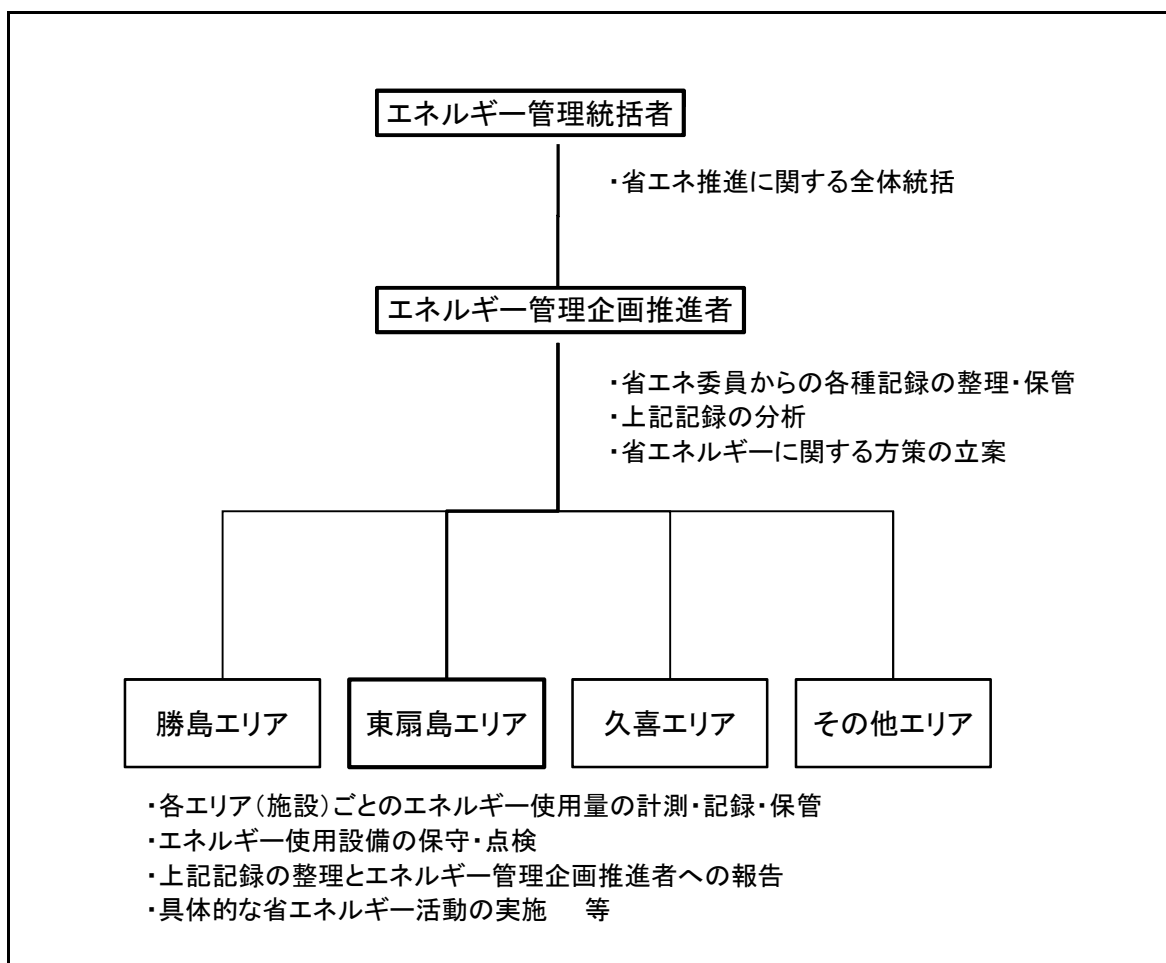 エネルギー管理統括者
・省エネ推進に関する全体統括
エネルギー管理企画推進者
・省エネ委員からの各種記録の整理・保管
・上記記録の分析
・省エネルギーに関する方策の立案
勝島エリア
東扇島エリア
久喜エリア
その他エリア
・各エリア（施設）ごとのエネルギー使用量の計測・記録・保管
・エネルギー使用設備の保守・点検
・上記記録の整理とエネルギー管理企画推進者への報告
・具体的な省エネルギー活動の実施　等